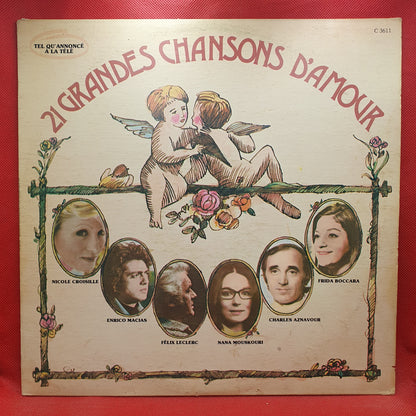 TEL QU'ANNONCÉ
À LA TÉLÉ
C 3611
21 GRANDES CHANSONS D'AMOUR
NICOLE CROISILLE
ENRICO MACIAS
FÉLIX LECLERC
NANA MOUSKOURI
CHARLES AZNAVOUR
FRIDA BOCCARA